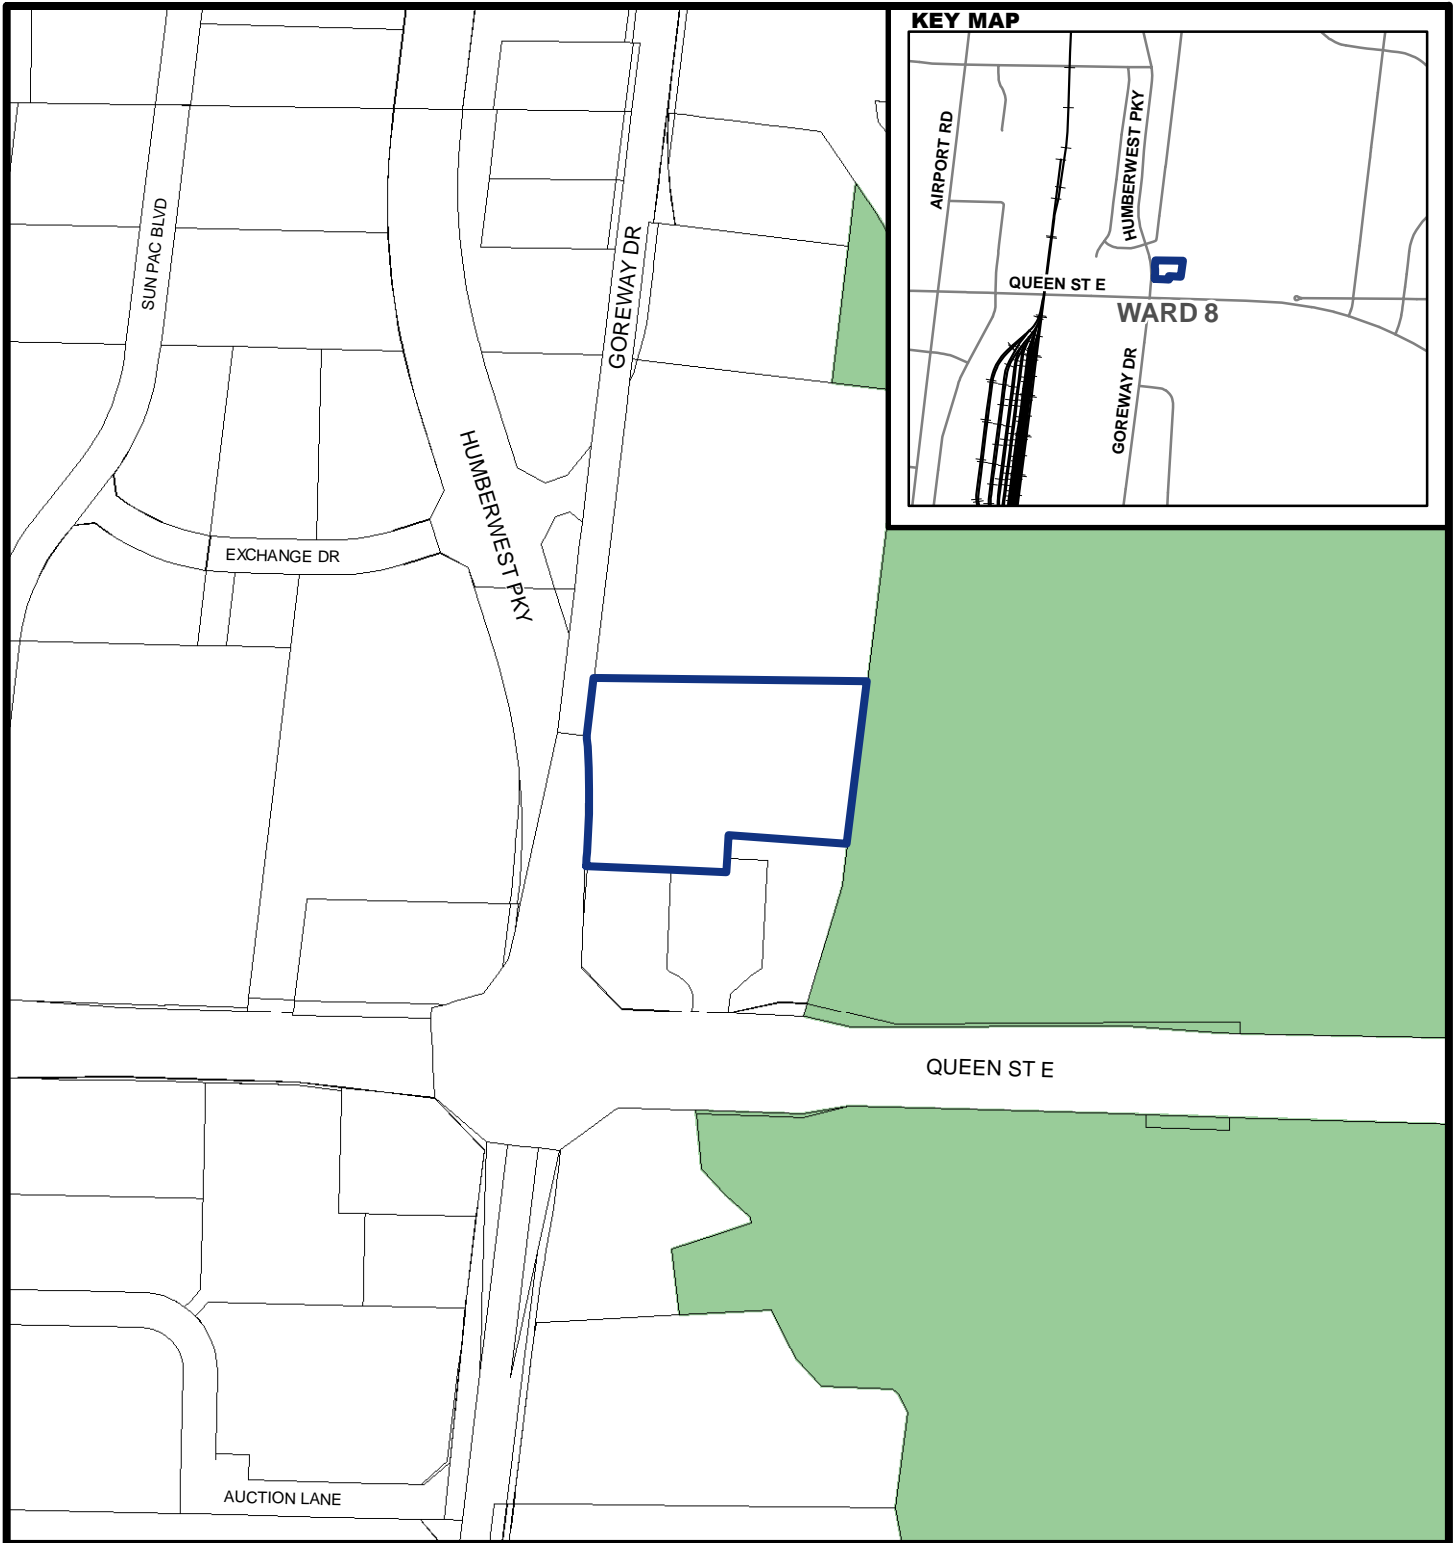 KEY MAP
AIRPORT RD
HUMBERWEST PKY
QUEEN ST E
WARD 8
GOREWAY DR
SUN PAC BLVD
GOREWAY DR
HUMBERWEST PKY
EXCHANGE DR
QUEEN ST E
AUCTION LANE